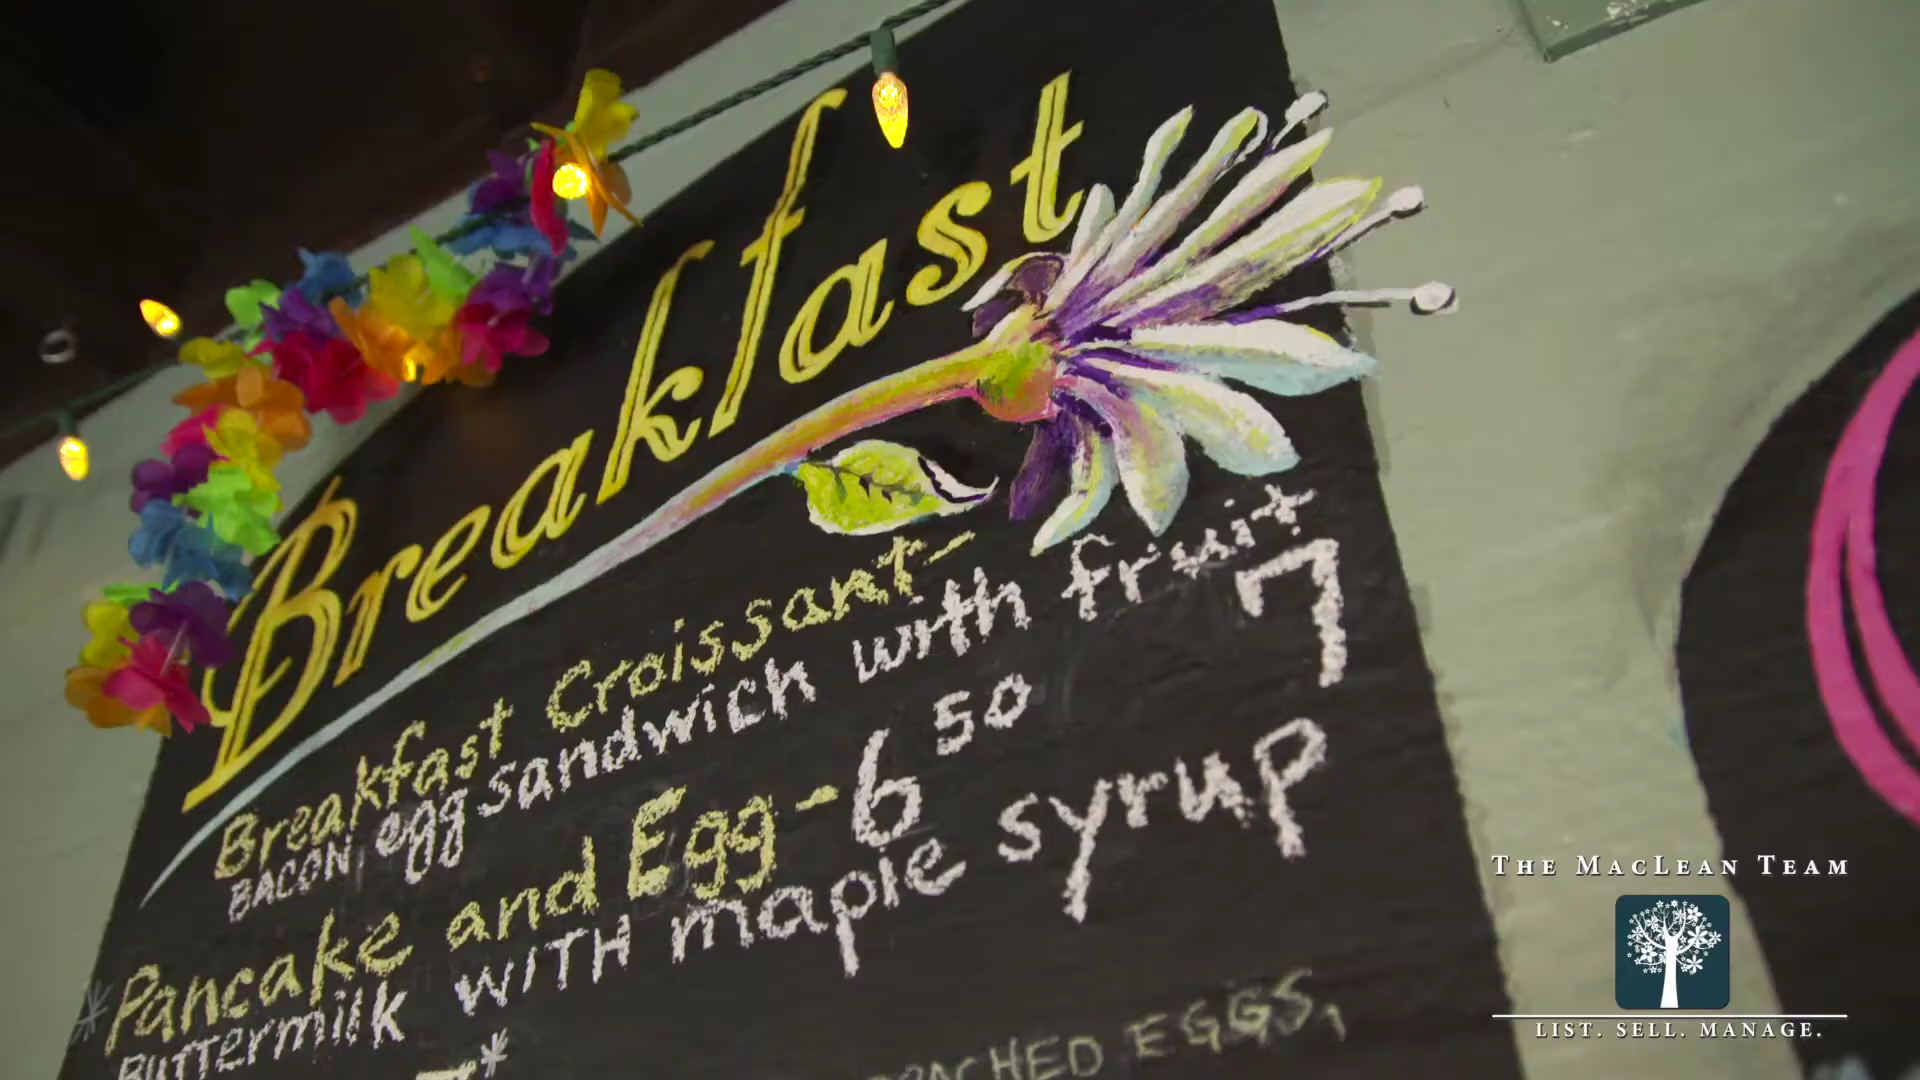 Breakfast
Breakfast Croissant-
BACON, egg sandwich with fruit 7
*Pancake and Egg - 6 50
Buttermilk WITH maple syrup
*
POACHED EGGS,
THE MACLEAN TEAM
LIST. SELL. MANAGE.